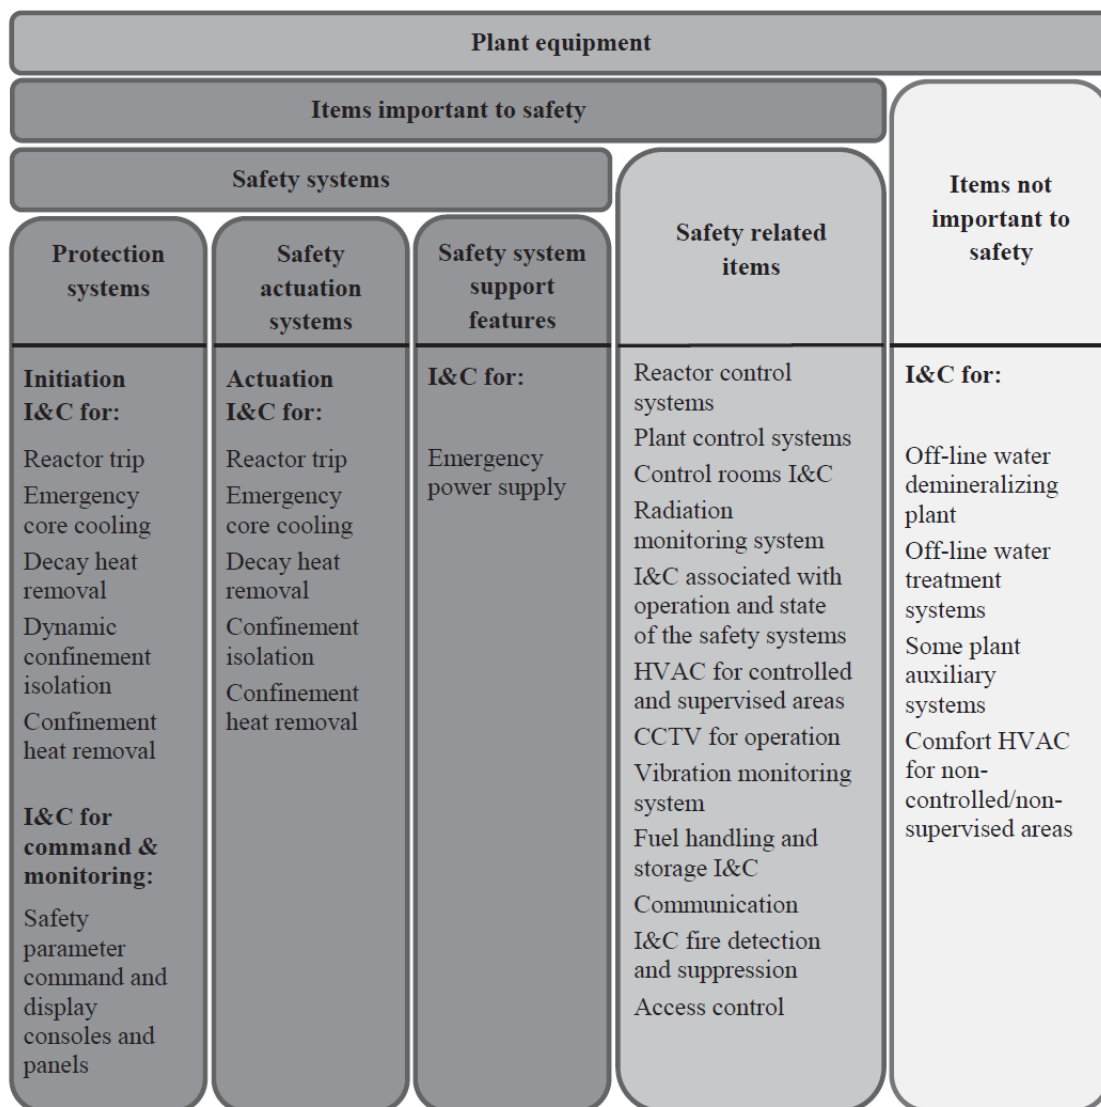 Plant equipment
Items important to safety
Safety systems
Protection
systems
Safety
actuation
systems
Safety system
support
features
Safety related
items
Items not
important to
safety
Initiation
I&C for:
Reactor trip
Emergency
core cooling
Decay heat
removal
Dynamic
confinement
isolation
Confinement
heat removal
I&C for
command &
monitoring:
Safety
parameter
command and
display
consoles and
panels
Actuation
I&C for:
Reactor trip
Emergency
core cooling
Decay heat
removal
Confinement
isolation
Confinement
heat removal
I&C for:
Emergency
power supply
Reactor control
systems
Plant control systems
Control rooms I&C
Radiation
monitoring system
I&C associated with
operation and state
of the safety systems
HVAC for controlled
and supervised areas
CCTV for operation
Vibration monitoring
system
Fuel handling and
storage I&C
Communication
I&C fire detection
and suppression
Access control
I&C for:
Off-line water
demineralizing
plant
Off-line water
treatment
systems
Some plant
auxiliary
systems
Comfort HVAC
for non-
controlled/non-
supervised areas